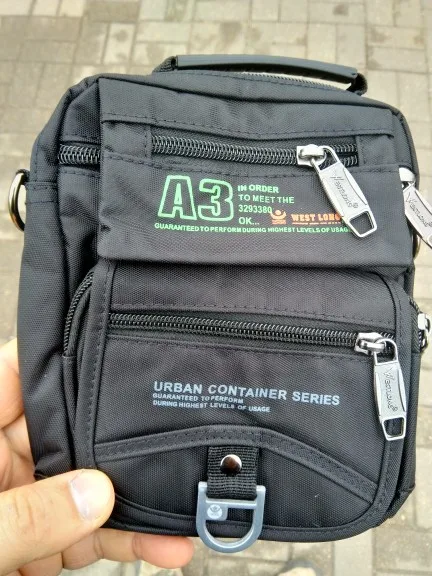 A3
IN ORDER
TO MEET THE
3293380
OK...
WEST LONG
GUARANTEED TO PERFORM DURING HIGHEST LEVELS OF USAGE
URBAN CONTAINER SERIES
GUARANTEED TO PERFORM
DURING HIGHEST LEVELS OF USAGE